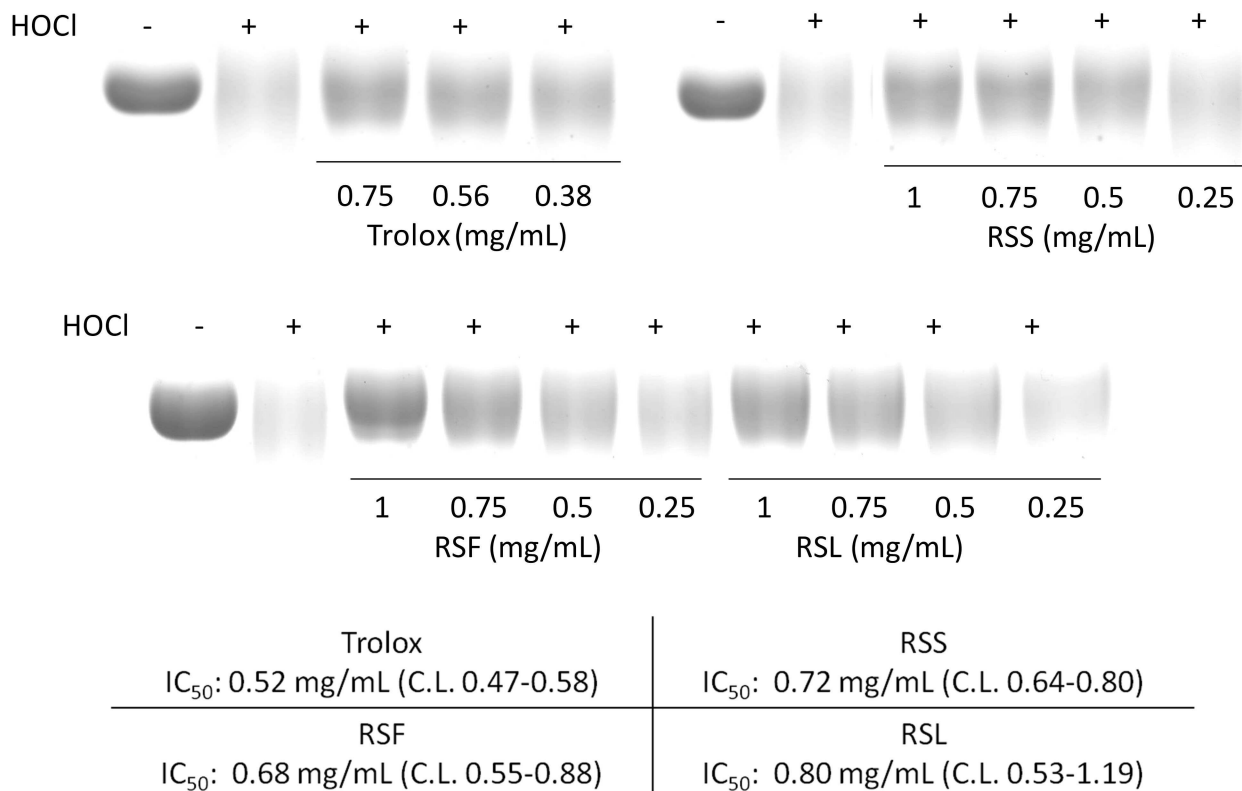 HOCl - + + + + - + + + + +
0.75 0.56 0.38 1 0.75 0.5 0.25
Trolox (mg/mL) RSS (mg/mL)
HOCl - + + + + + + + + +
1 0.75 0.5 0.25 1 0.75 0.5 0.25
RSF (mg/mL) RSL (mg/mL)
Trolox RSS
IC₅₀: 0.52 mg/mL (C.L. 0.47-0.58) IC₅₀: 0.72 mg/mL (C.L. 0.64-0.80)
RSF RSL
IC₅₀: 0.68 mg/mL (C.L. 0.55-0.88) IC₅₀: 0.80 mg/mL (C.L. 0.53-1.19)